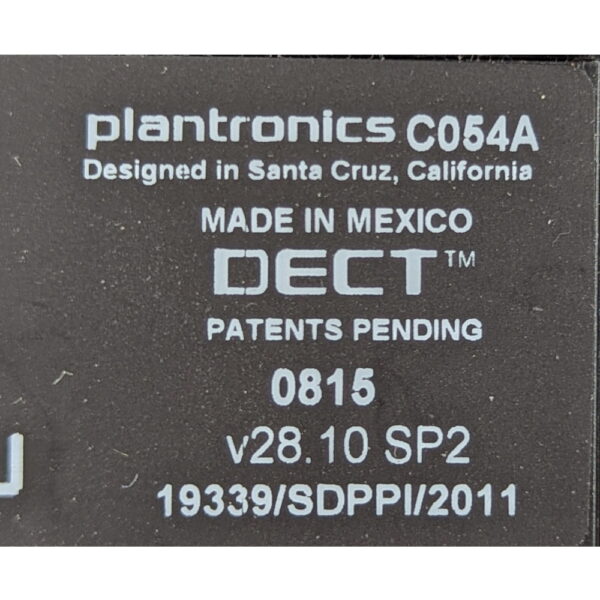 plantronics C054A
Designed in Santa Cruz, California
MADE IN MEXICO
DECT™
PATENTS PENDING
0815
v28.10 SP2
19339/SDPPI/2011